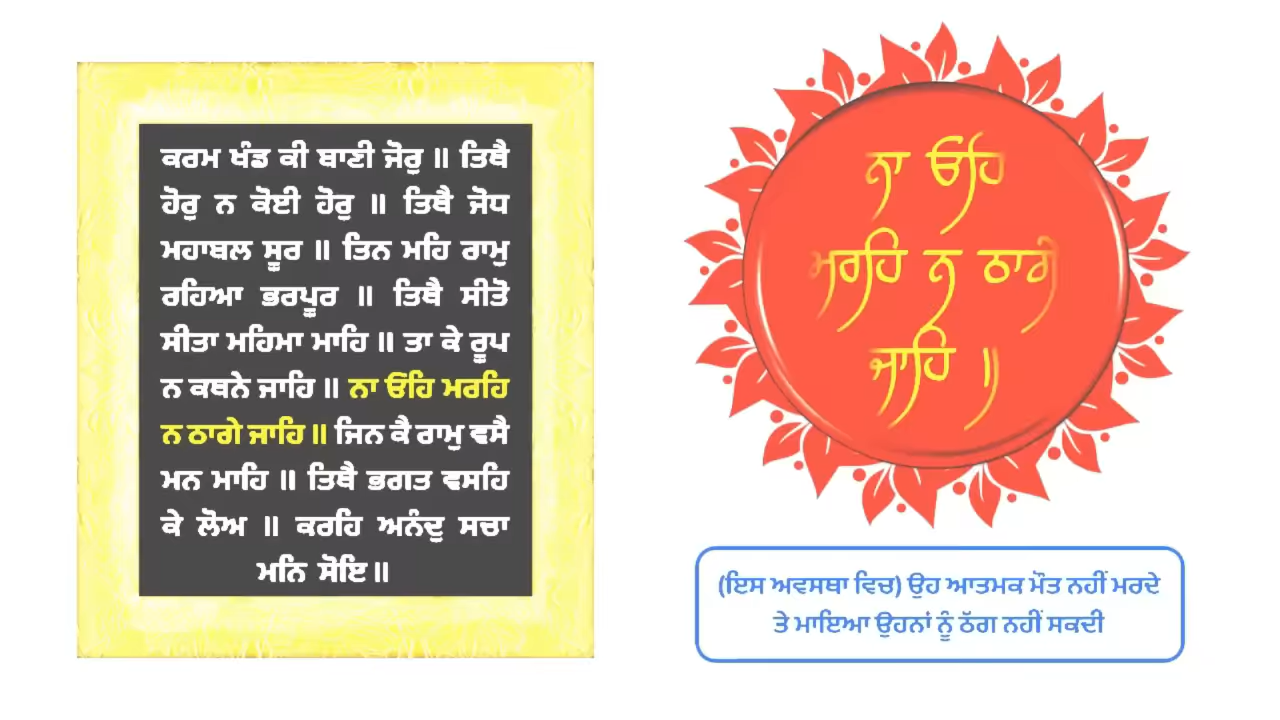 ਕਰਮ ਖੰਡ ਕੀ ਬਾਣੀ ਜੋਰੁ ॥ ਤਿਥੈ
ਹੋਰੁ ਨ ਕੋਈ ਹੋਰੁ ॥ ਤਿਥੈ ਜੋਧ
ਮਹਾਬਲ ਸੂਰ ॥ ਤਿਨ ਮਹਿ ਰਾਮੁ
ਰਹਿਆ ਭਰਪੂਰ ॥ ਤਿਥੈ ਸੀਤੋ
ਸੀਤਾ ਮਹਿਮਾ ਮਾਹਿ ॥ ਤਾ ਕੇ ਰੂਪ
ਨ ਕਥਨੇ ਜਾਹਿ ॥ ਨਾ ਓਹਿ ਮਰਹਿ
ਨ ਠਾਗੇ ਜਾਹਿ ॥ ਜਿਨ ਕੈ ਰਾਮੁ ਵਸੈ
ਮਨ ਮਾਹਿ ॥ ਤਿਥੈ ਭਗਤ ਵਸਹਿ
ਕੇ ਲੋਅ ॥ ਕਰਹਿ ਅਨੰਦੁ ਸਚਾ
ਮਨਿ ਸੋਇ ॥
ਨਾ ਓਹਿ
ਮਰਹਿ ਨ ਠਾਗੇ
ਜਾਹਿ ॥
(ਇਸ ਅਵਸਥਾ ਵਿਚ) ਉਹ ਆਤਮਕ ਮੌਤ ਨਹੀਂ ਮਰਦੇ
ਤੇ ਮਾਇਆ ਉਹਨਾਂ ਨੂੰ ਠੱਗ ਨਹੀਂ ਸਕਦੀ